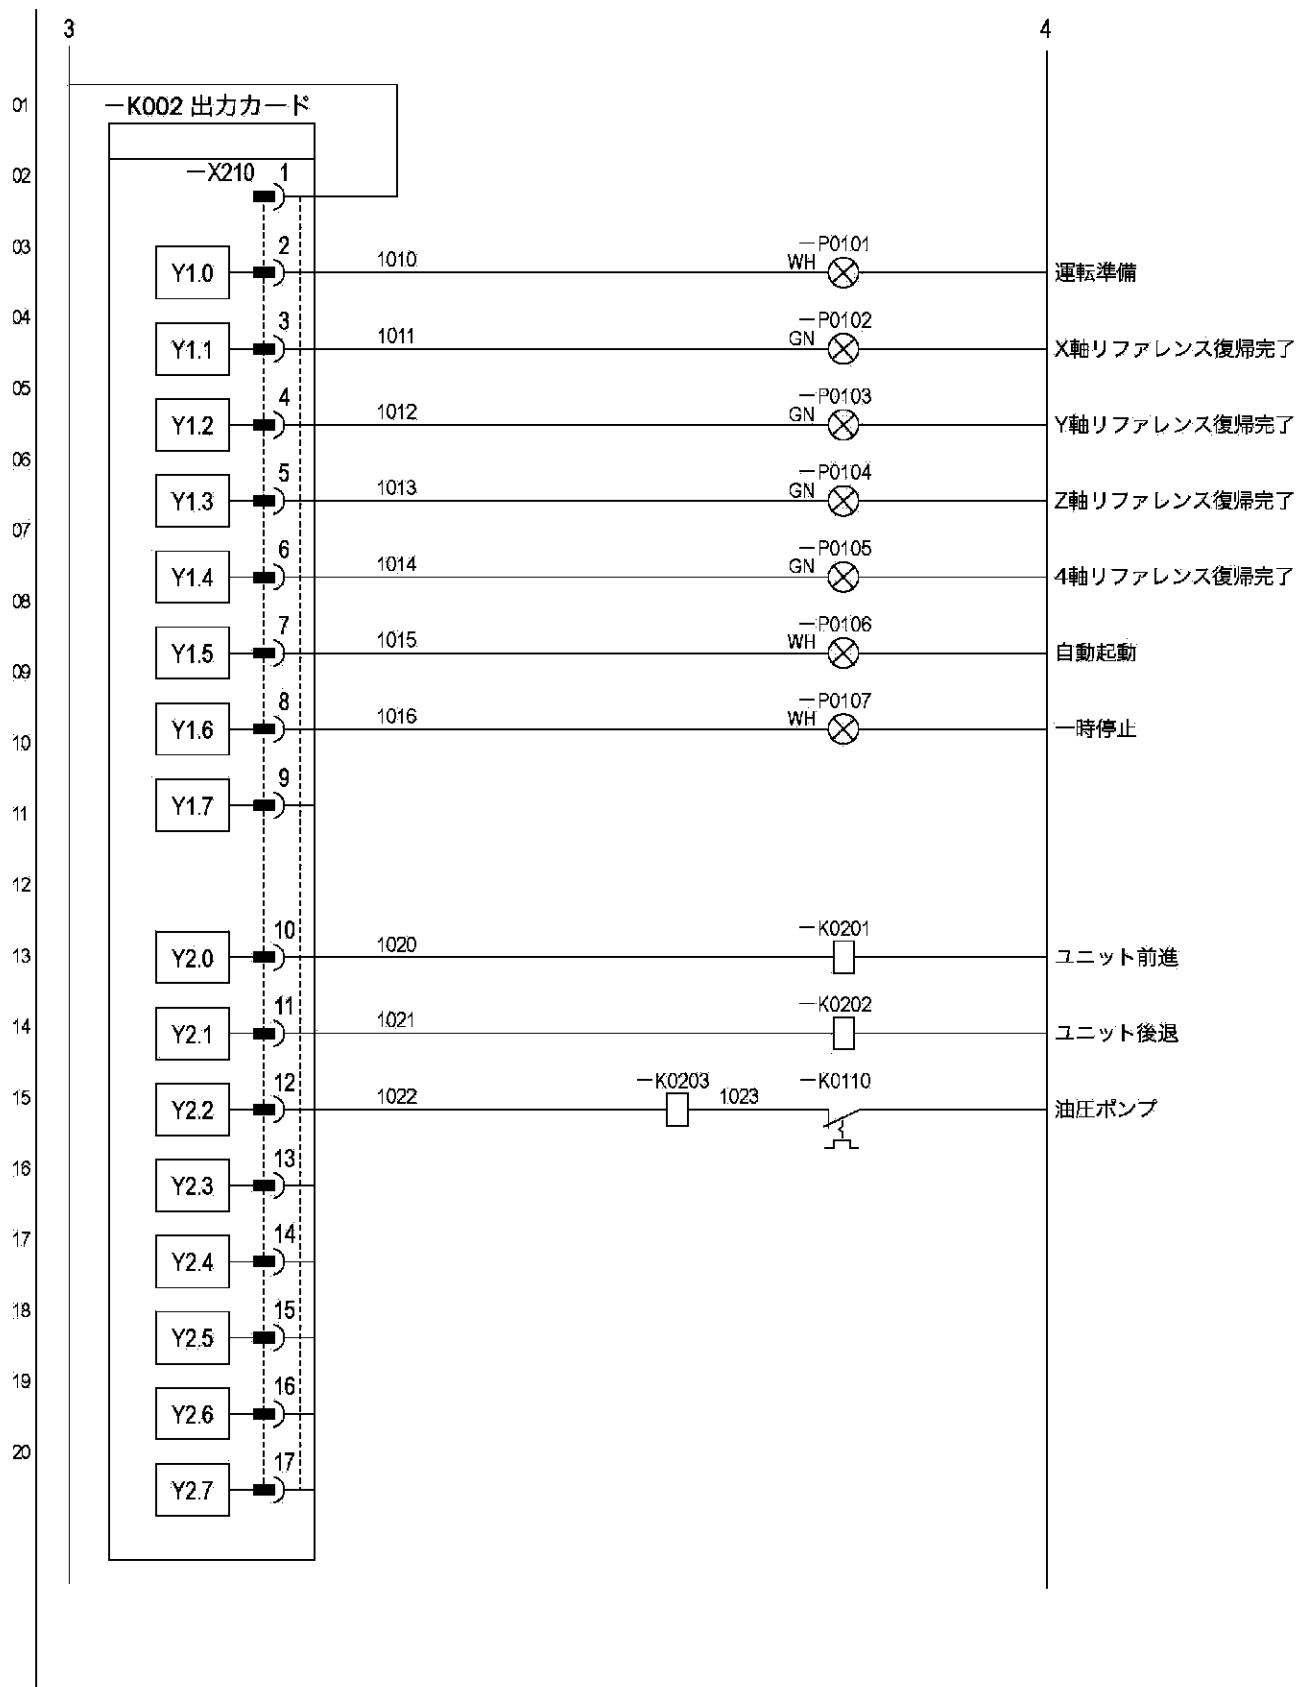 3 4
01 -K002 出力カード
02 -X210 1
03 2 1010 -P0101
Y1.0 WH 運転準備
04 3 1011 -P0102
Y1.1 GN X軸リファレンス復帰完了
05 4 1012 -P0103
Y1.2 GN Y軸リファレンス復帰完了
06 5 1013 -P0104
Y1.3 GN Z軸リファレンス復帰完了
07 6 1014 -P0105
Y1.4 GN 4軸リファレンス復帰完了
08 7 1015 -P0106
Y1.5 WH 自動起動
09 8 1016 -P0107
Y1.6 WH 一時停止
10 9
Y1.7
11
12
10 1020 -K0201
13 Y2.0 ユニット前進
11 1021 -K0202
14 Y2.1 ユニット後退
12 1022 -K0203 1023 -K0110
15 Y2.2 油圧ポンプ
16 13
Y2.3
17 14
Y2.4
18 15
Y2.5
19 16
Y2.6
20 17
Y2.7